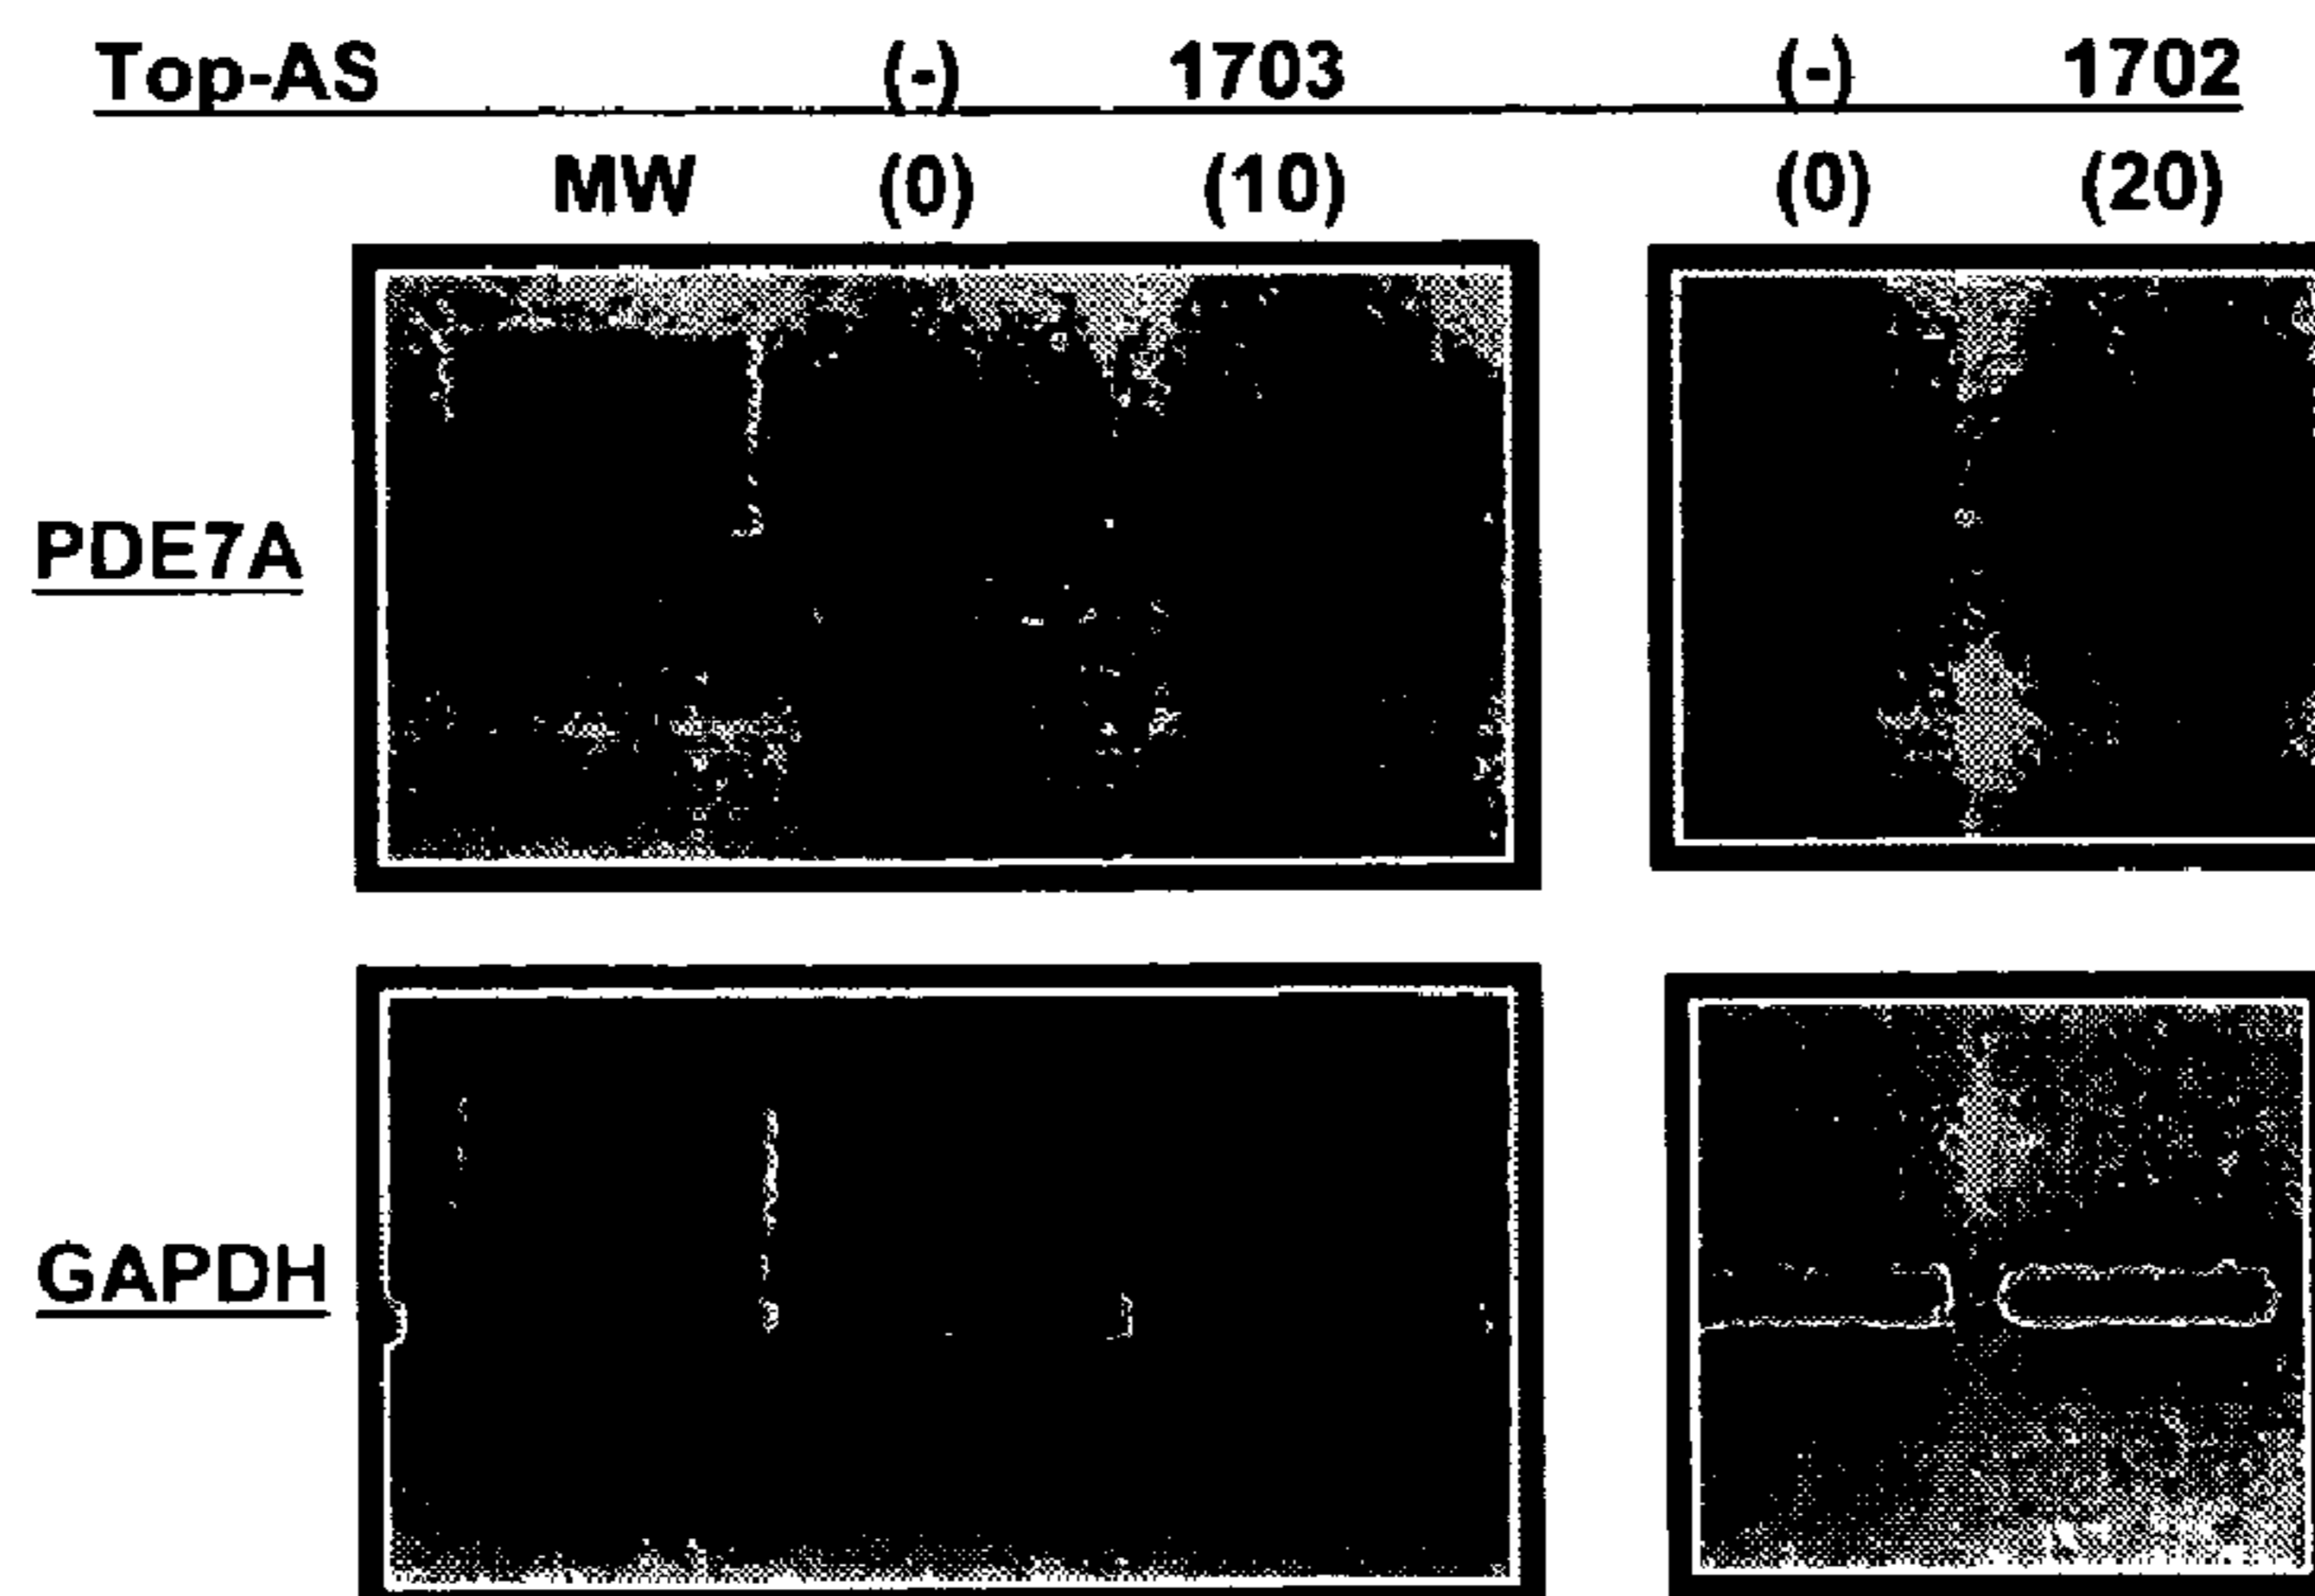 Top-AS (-) 1703 (-) 1702
MW (0) (10) (0) (20)
PDE7A
GAPDH